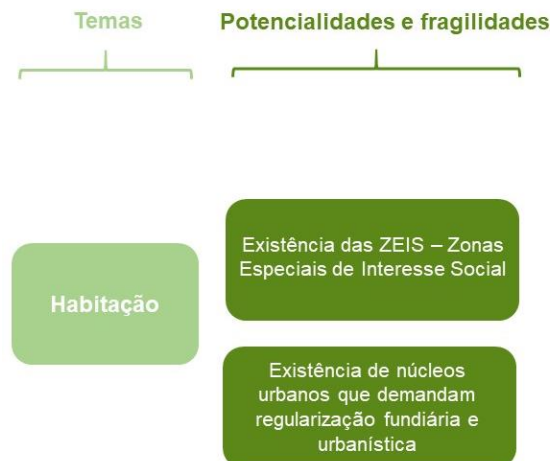 Temas
Potencialidades e fragilidades
Habitação
Existência das ZEIS – Zonas
Especiais de Interesse Social
Existência de núcleos
urbanos que demandam
regularização fundiária e
urbanística